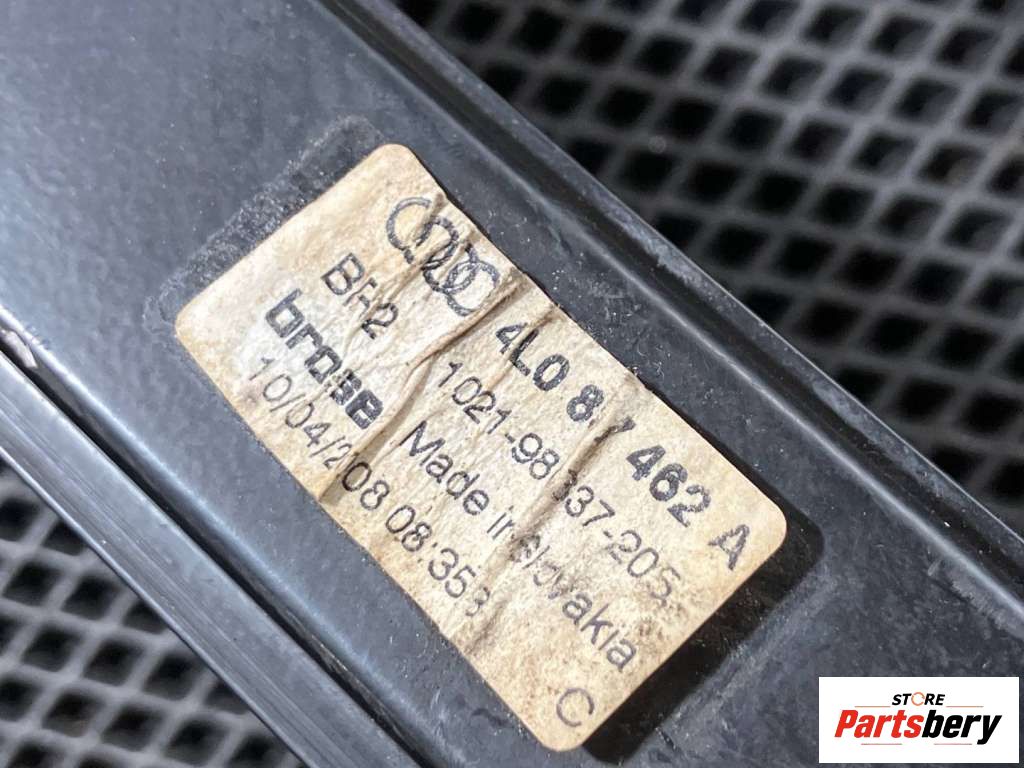 4L0 8 7 462 A
BR2 1021-98 337-205
brose Made in Slovakia
10/04/2008 08:35 C
STORE
Partsbery